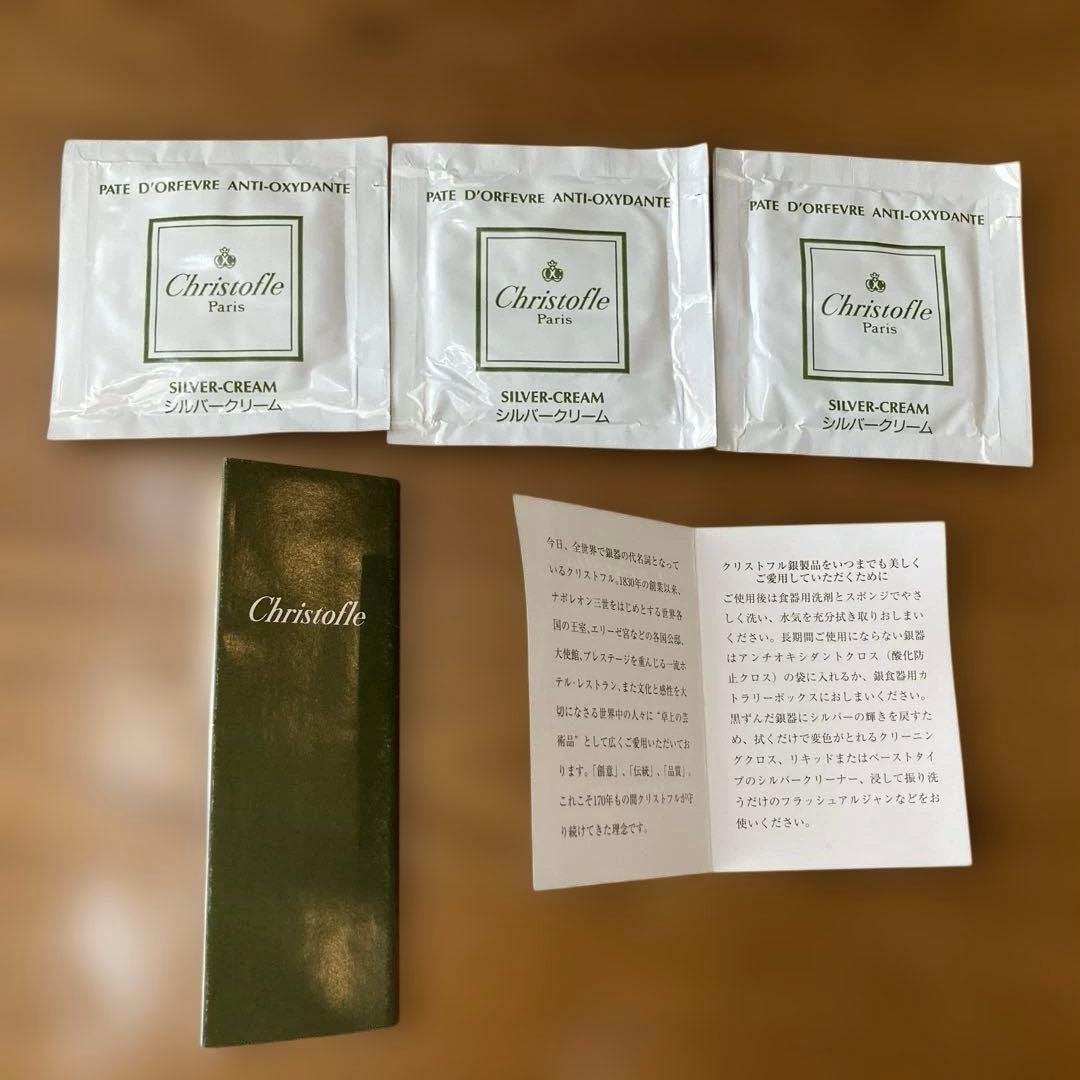 PATE D'ORFEVRE ANTI-OXYDANTE
Christofle
Paris
SILVER-CREAM
シルバークリーム
PATE D'ORFEVRE ANTI-OXYDANTE
Christofle
Paris
SILVER-CREAM
シルバークリーム
PATE D'ORFEVRE ANTI-OXYDANTE
Christofle
Paris
SILVER-CREAM
シルバークリーム
Christofle
今日、全世界で銀器の代名詞となって
いるクリストフル。1830年の創業以来、
ナポレオン三世をはじめとする世界各
国の王室、エリーゼ宮などの各国公邸、
大使館、プレステージを重んじる一流ホ
テル・レストラン、また文化と感性を大
切になさる世界中の人々に“卓上の芸
術品”として広くご愛用いただいてお
ります。「創意」、「伝統」、「品質」。
これこそ170年もの間クリストフルが守
り続けてきた理念です。
クリストフル銀製品をいつまでも美しく
ご愛用していただくために
ご使用後は食器用洗剤とスポンジでやさ
しく洗い、水気を充分拭き取りおしまい
ください。長期間ご使用にならない銀器
はアンチオキシダントクロス（酸化防
止クロス）の袋に入れるか、銀食器用カ
トラリーボックスにおしまいください。
黒ずんだ銀器にシルバーの輝きを戻すた
め、拭くだけで変色がとれるクリーニン
グクロス、リキッドまたはペーストタイ
プのシルバークリーナー、浸して振り洗
うだけのフラッシュアルジャンなどをお
使いください。